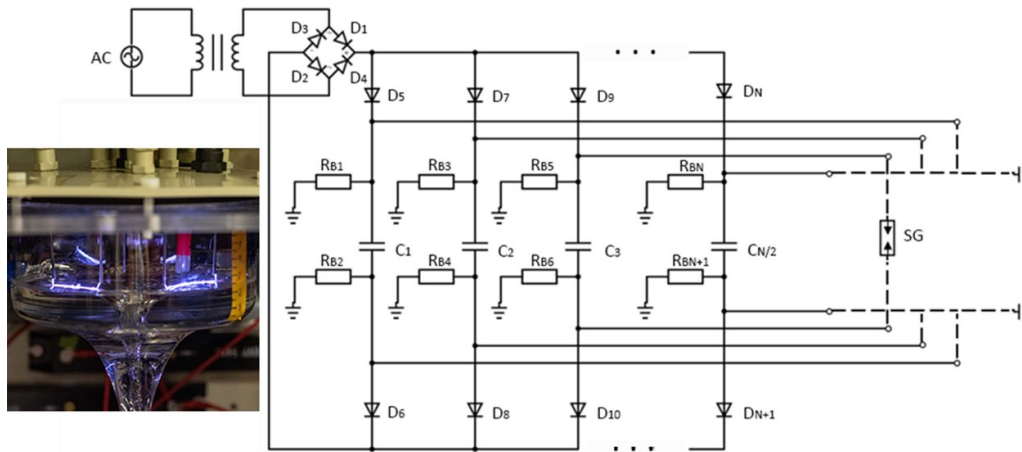 D3 D1
AC
D2 D4
D5 D7 D9 DN
RB1 RB3 RB5 RBN
SG
C1 C2 C3 CN/2
RB2 RB4 RB6 RBN+1
D6 D8 D10 DN+1